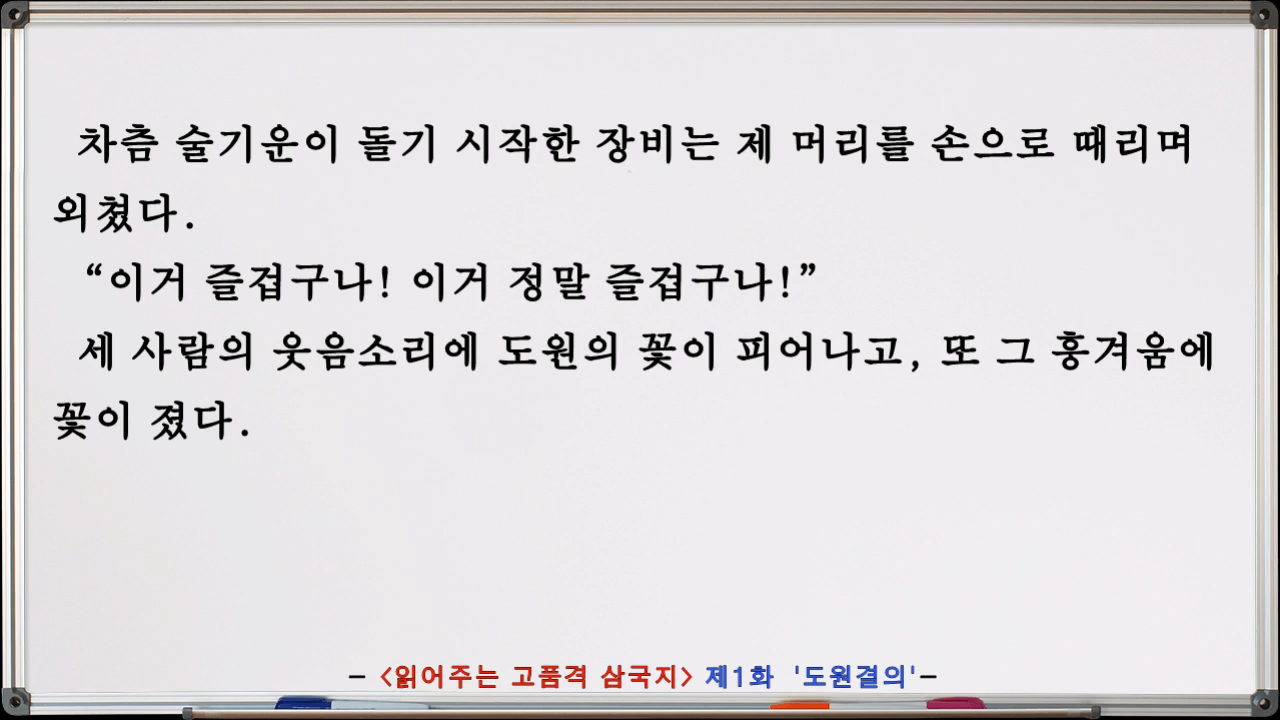 차츰 술기운이 돌기 시작한 장비는 제 머리를 손으로 때리며
외쳤다.
“이거 즐겁구나! 이거 정말 즐겁구나!”
세 사람의 웃음소리에 도원의 꽃이 피어나고, 또 그 흥겨움에
꽃이 졌다.
– <읽어주는 고품격 삼국지> 제1화 '도원결의'–